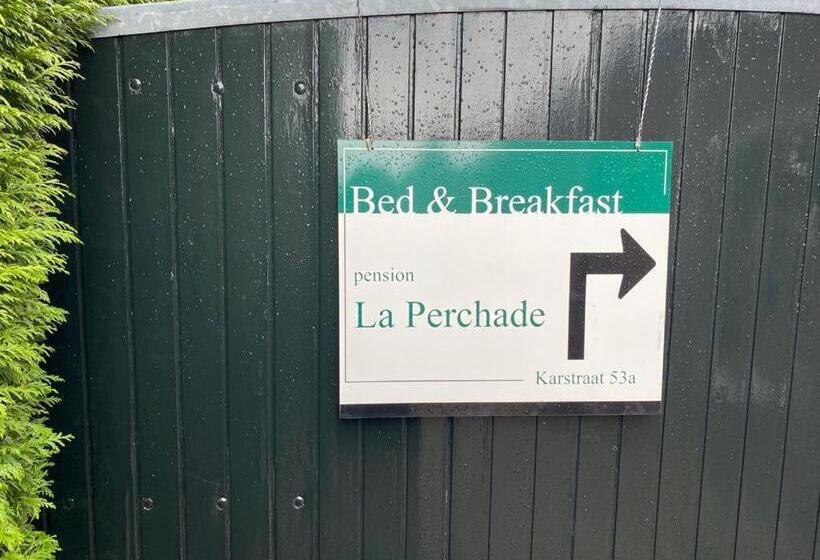 Bed & Breakfast
pension
La Perchade
Karstraat 53a